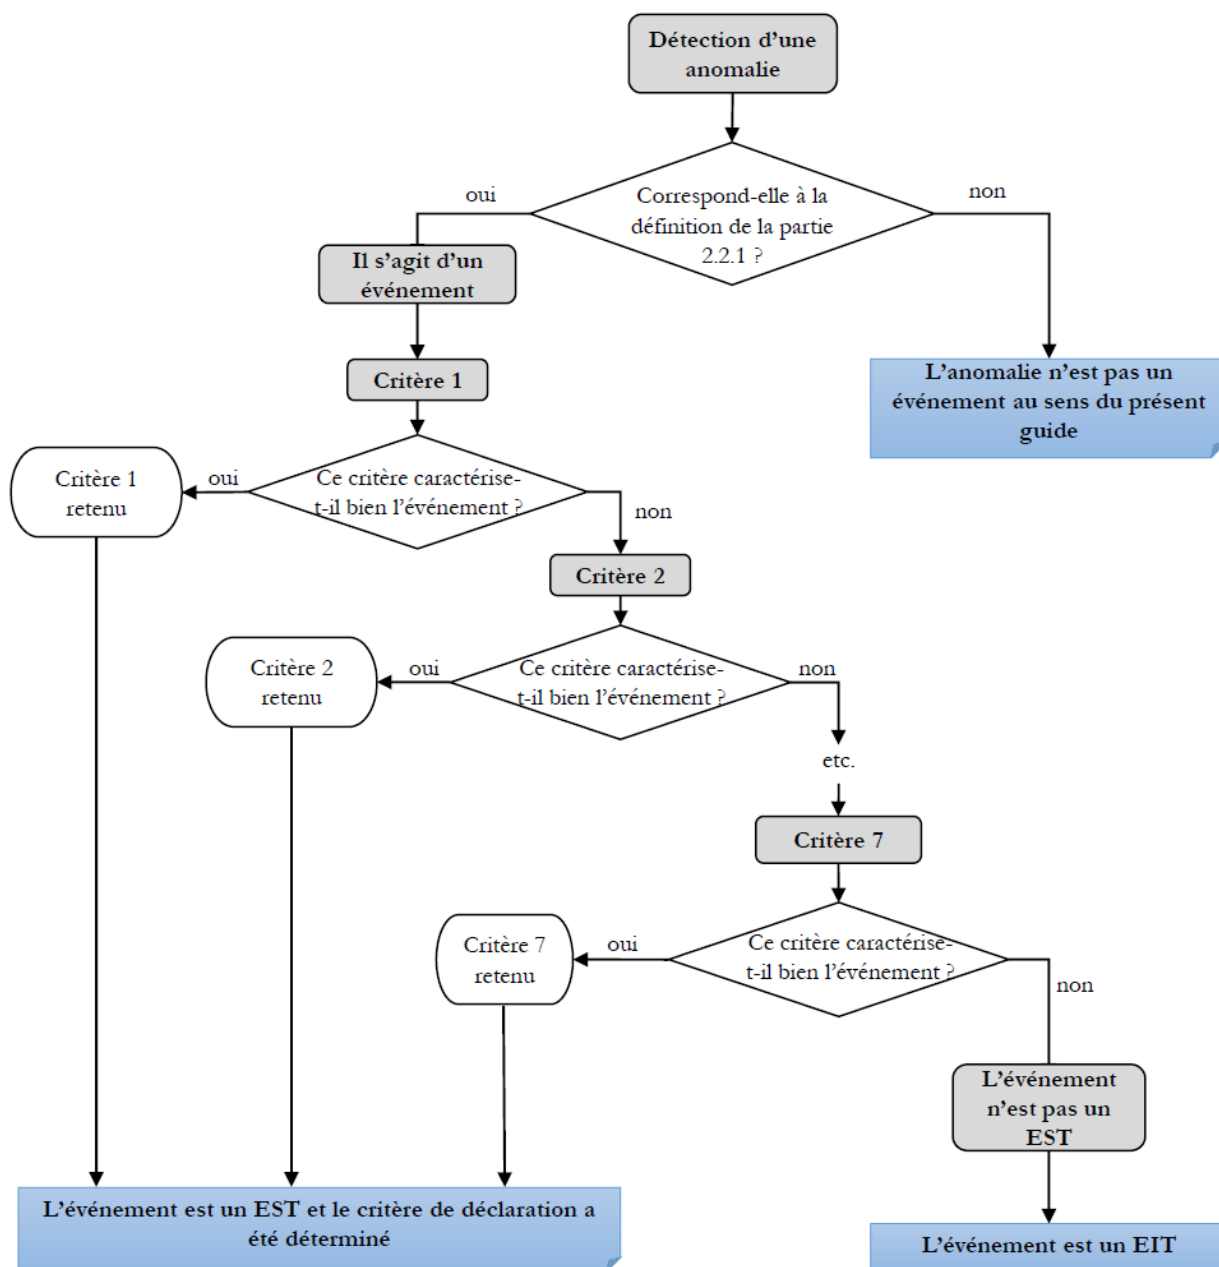 Détection d’une
anomalie
Correspond-elle à la
définition de la partie
2.2.1 ?
oui
non
Il s’agit d’un
événement
L’anomalie n’est pas un
événement au sens du présent
guide
Critère 1
Ce critère caractérise-
t-il bien l’événement ?
oui
non
Critère 1
retenu
Critère 2
Ce critère caractérise-
t-il bien l’événement ?
oui
non
Critère 2
retenu
etc.
Critère 7
Ce critère caractérise-
t-il bien l’événement ?
oui
non
Critère 7
retenu
L’événement
n’est pas un
EST
L’événement est un EST et le critère de déclaration a
été déterminé
L’événement est un EIT